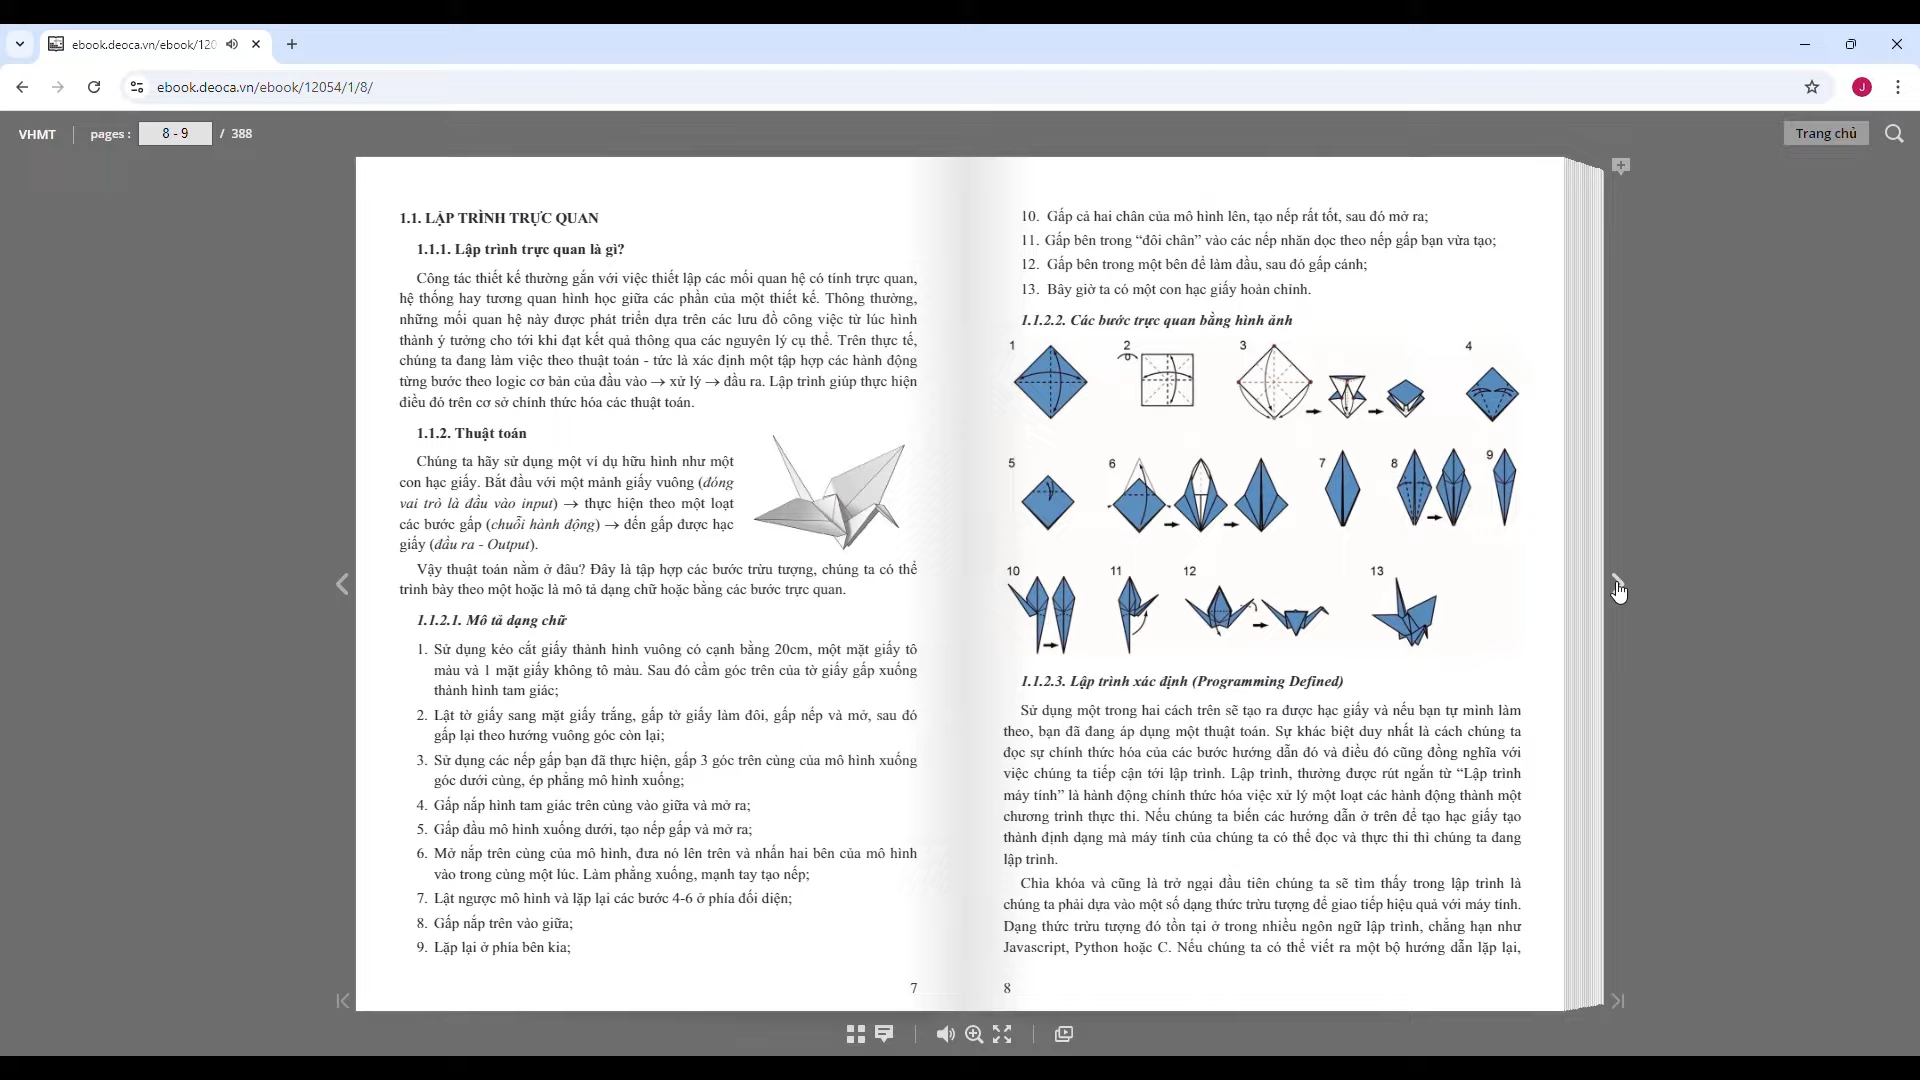 ebook.deoca.vn/ebook/120
ebook.deoca.vn/ebook/12054/1/8/
J
VHMT
pages :
8 - 9
/ 388
Trang chủ
1.1. LẬP TRÌNH TRỰC QUAN
1.1.1. Lập trình trực quan là gì?
Công tác thiết kế thường gắn với việc thiết lập các mối quan hệ có tính trực quan,
hệ thống hay tương quan hình học giữa các phần của một thiết kế. Thông thường,
những mối quan hệ này được phát triển dựa trên các lưu đồ công việc từ lúc hình
thành ý tưởng cho tới khi đạt kết quả thông qua các nguyên lý cụ thể. Trên thực tế,
chúng ta đang làm việc theo thuật toán - tức là xác định một tập hợp các hành động
từng bước theo logic cơ bản của đầu vào → xử lý → đầu ra. Lập trình giúp thực hiện
điều đó trên cơ sở chính thức hóa các thuật toán.
1.1.2. Thuật toán
Chúng ta hãy sử dụng một ví dụ hữu hình như một
con hạc giấy. Bắt đầu với một mảnh giấy vuông (đóng
vai trò là đầu vào input) → thực hiện theo một loạt
các bước gấp (chuỗi hành động) → đến gấp được hạc
giấy (đầu ra - Output).
Vậy thuật toán nằm ở đâu? Đây là tập hợp các bước trừu tượng, chúng ta có thể
trình bày theo một hoặc là mô tả dạng chữ hoặc bằng các bước trực quan.
1.1.2.1. Mô tả dạng chữ
1. Sử dụng kéo cắt giấy thành hình vuông có cạnh bằng 20cm, một mặt giấy tô
màu và 1 mặt giấy không tô màu. Sau đó cầm góc trên của tờ giấy gấp xuống
thành hình tam giác;
2. Lật tờ giấy sang mặt giấy trắng, gấp tờ giấy làm đôi, gấp nếp và mở, sau đó
gấp lại theo hướng vuông góc còn lại;
3. Sử dụng các nếp gấp bạn đã thực hiện, gấp 3 góc trên cùng của mô hình xuống
góc dưới cùng, ép phẳng mô hình xuống;
4. Gấp nắp hình tam giác trên cùng vào giữa và mở ra;
5. Gấp đầu mô hình xuống dưới, tạo nếp gấp và mở ra;
6. Mở nắp trên cùng của mô hình, đưa nó lên trên và nhấn hai bên của mô hình
vào trong cùng một lúc. Làm phẳng xuống, mạnh tay tạo nếp;
7. Lật ngược mô hình và lặp lại các bước 4-6 ở phía đối diện;
8. Gấp nắp trên vào giữa;
9. Lặp lại ở phía bên kia;
7
10. Gấp cả hai chân của mô hình lên, tạo nếp rất tốt, sau đó mở ra;
11. Gấp bên trong “đôi chân” vào các nếp nhăn dọc theo nếp gấp bạn vừa tạo;
12. Gấp bên trong một bên để làm đầu, sau đó gấp cánh;
13. Bây giờ ta có một con hạc giấy hoàn chỉnh.
1.1.2.2. Các bước trực quan bằng hình ảnh
1 2 3 4
5 6 7 8 9
10 11 12 13
1.1.2.3. Lập trình xác định (Programming Defined)
Sử dụng một trong hai cách trên sẽ tạo ra được hạc giấy và nếu bạn tự mình làm
theo, bạn đã đang áp dụng một thuật toán. Sự khác biệt duy nhất là cách chúng ta
đọc sự chính thức hóa của các bước hướng dẫn đó và điều đó cũng đồng nghĩa với
việc chúng ta tiếp cận tới lập trình. Lập trình, thường được rút ngắn từ “Lập trình
máy tính” là hành động chính thức hóa việc xử lý một loạt các hành động thành một
chương trình thực thi. Nếu chúng ta biến các hướng dẫn ở trên để tạo hạc giấy tạo
thành định dạng mà máy tính của chúng ta có thể đọc và thực thi thì chúng ta đang
lập trình.
Chìa khóa và cũng là trở ngại đầu tiên chúng ta sẽ tìm thấy trong lập trình là
chúng ta phải dựa vào một số dạng thức trừu tượng để giao tiếp hiệu quả với máy tính.
Dạng thức trừu tượng đó tồn tại ở trong nhiều ngôn ngữ lập trình, chẳng hạn như
Javascript, Python hoặc C. Nếu chúng ta có thể viết ra một bộ hướng dẫn lặp lại,
8